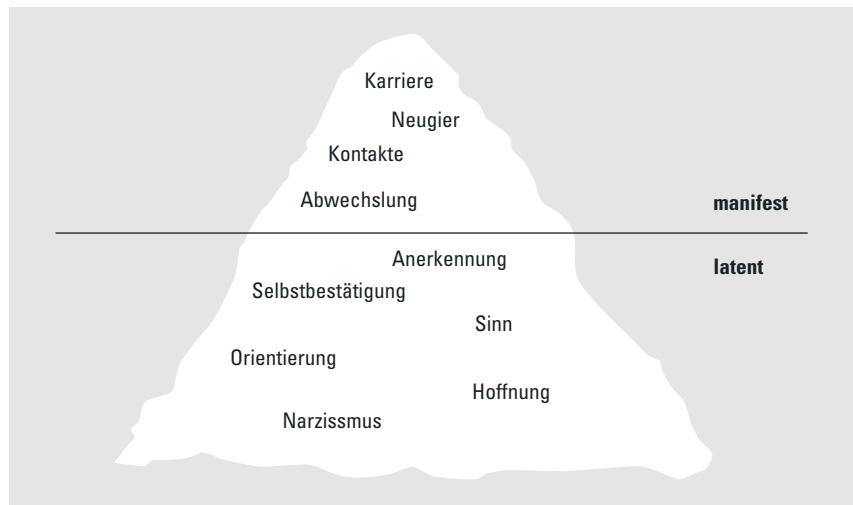 Karriere
Neugier
Kontakte
Abwechslung
manifest
Anerkennung
latent
Selbstbestätigung
Sinn
Orientierung
Hoffnung
Narzissmus